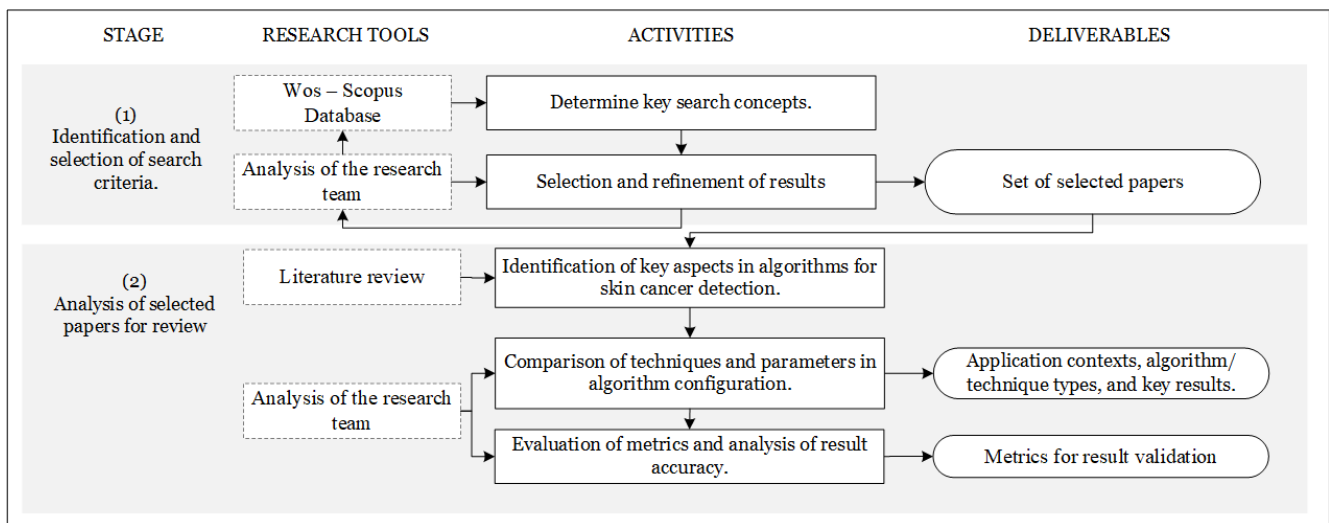 STAGE
RESEARCH TOOLS
ACTIVITIES
DELIVERABLES
(1)
Identification and
selection of search
criteria.
Wos – Scopus
Database
Determine key search concepts.
Analysis of the research
team
Selection and refinement of results
Set of selected papers
(2)
Analysis of selected
papers for review
Literature review
Identification of key aspects in algorithms for
skin cancer detection.
Analysis of the research
team
Comparison of techniques and parameters in
algorithm configuration.
Application contexts, algorithm/
technique types, and key results.
Evaluation of metrics and analysis of result
accuracy.
Metrics for result validation